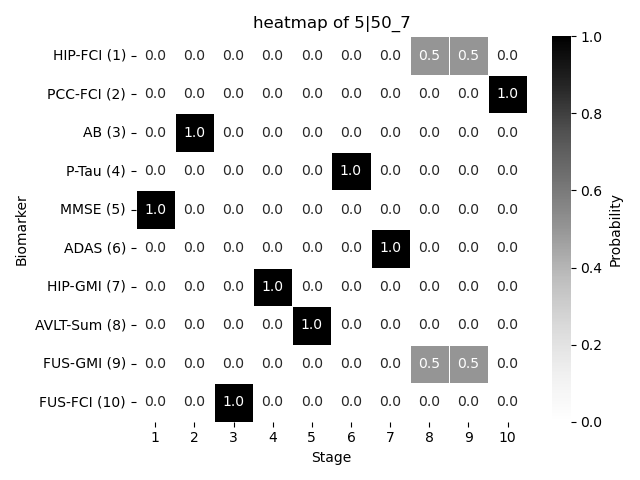 heatmap of 5|50_7
HIP-FCI (1) 0.0 0.0 0.0 0.0 0.0 0.0 0.0 0.5 0.5 0.0
PCC-FCI (2) 0.0 0.0 0.0 0.0 0.0 0.0 0.0 0.0 0.0 1.0
AB (3) 0.0 1.0 0.0 0.0 0.0 0.0 0.0 0.0 0.0 0.0
P-Tau (4) 0.0 0.0 0.0 0.0 0.0 1.0 0.0 0.0 0.0 0.0
MMSE (5) 1.0 0.0 0.0 0.0 0.0 0.0 0.0 0.0 0.0 0.0
ADAS (6) 0.0 0.0 0.0 0.0 0.0 0.0 1.0 0.0 0.0 0.0
HIP-GMI (7) 0.0 0.0 0.0 1.0 0.0 0.0 0.0 0.0 0.0 0.0
AVLT-Sum (8) 0.0 0.0 0.0 0.0 1.0 0.0 0.0 0.0 0.0 0.0
FUS-GMI (9) 0.0 0.0 0.0 0.0 0.0 0.0 0.0 0.5 0.5 0.0
FUS-FCI (10) 0.0 0.0 1.0 0.0 0.0 0.0 0.0 0.0 0.0 0.0
1 2 3 4 5 6 7 8 9 10
Stage
Biomarker
1.0
0.8
0.6
0.4
0.2
0.0
Probability